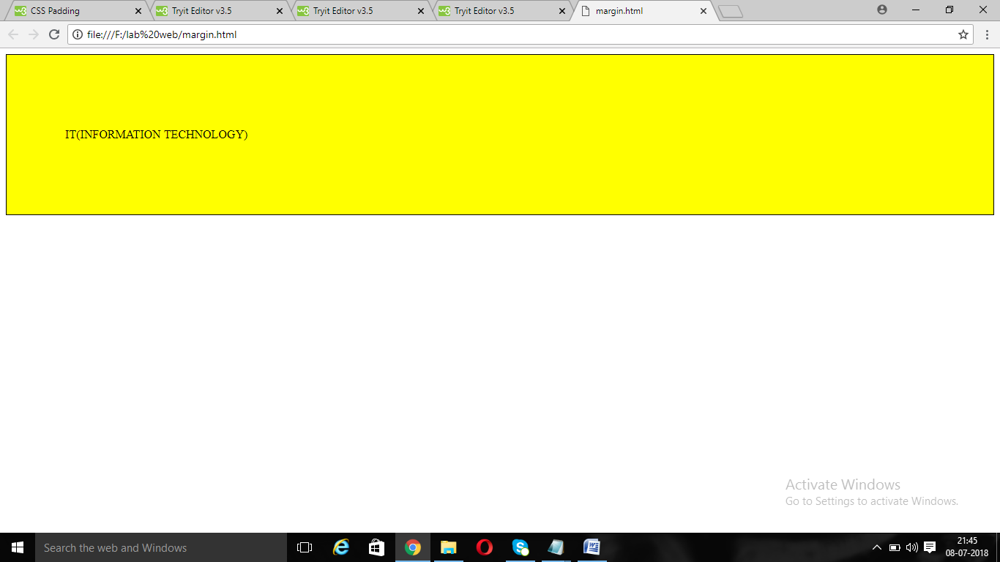 CSS Padding
Tryit Editor v3.5
Tryit Editor v3.5
Tryit Editor v3.5
margin.html
file:///F:/lab%20web/margin.html
IT(INFORMATION TECHNOLOGY)
Activate Windows
Go to Settings to activate Windows.
Search the web and Windows
21:45
08-07-2018